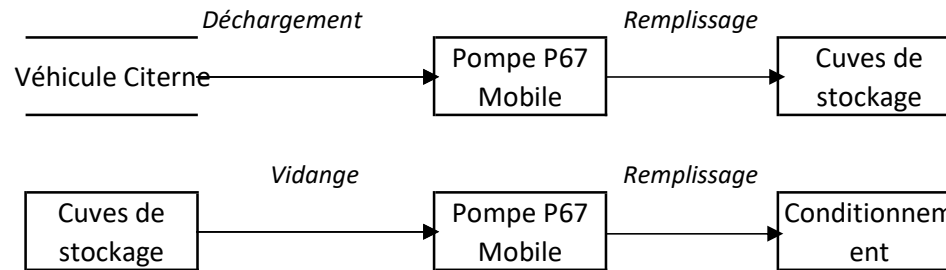 Déchargement
Remplissage
Véhicule Citerne
Pompe P67
Mobile
Cuves de
stockage
Vidange
Remplissage
Cuves de
stockage
Pompe P67
Mobile
Conditionnem
ent